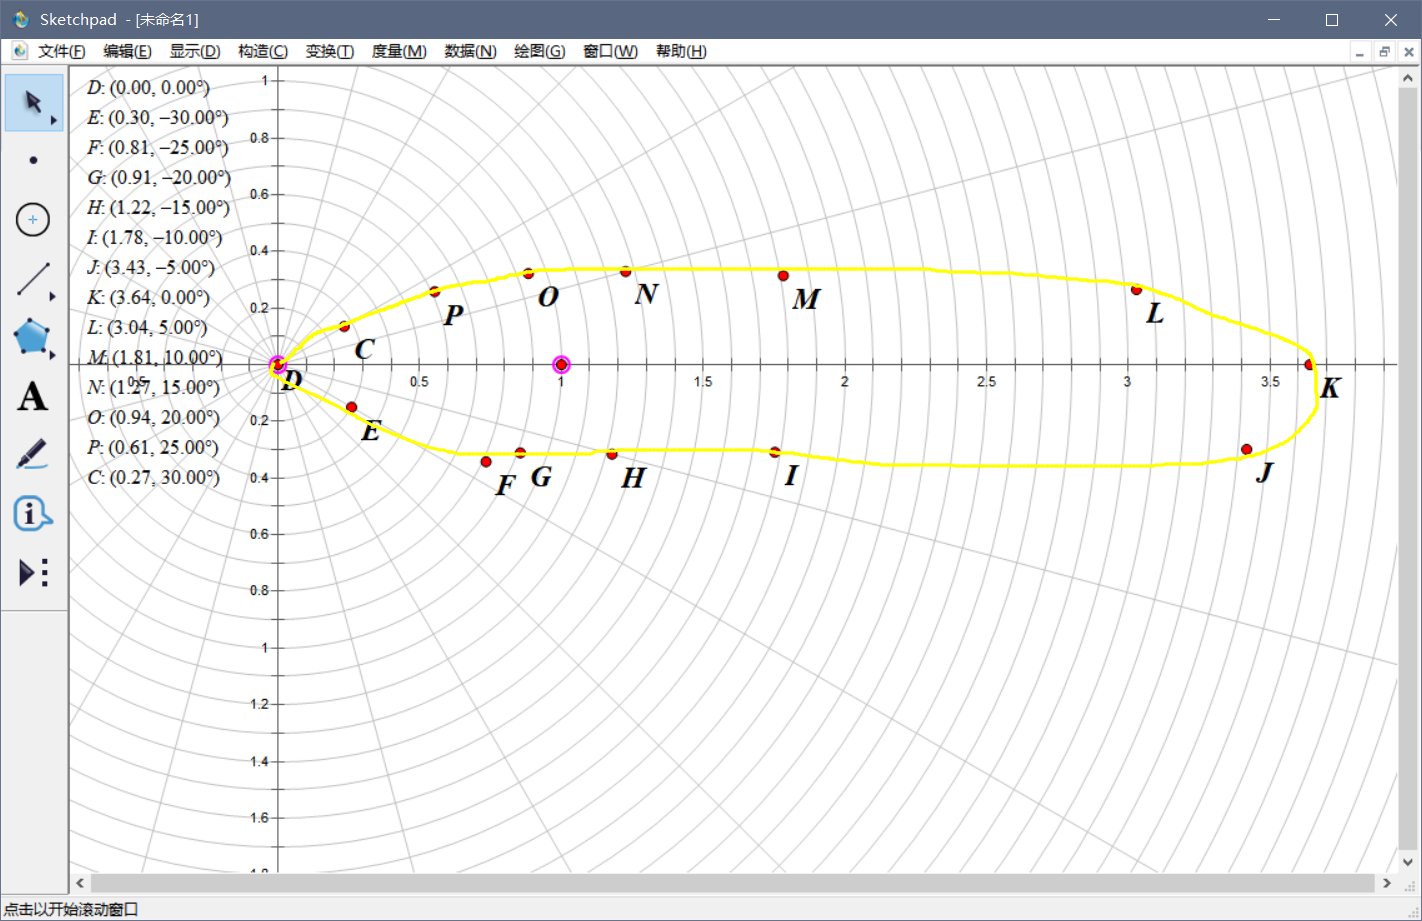 Sketchpad - [未命名1]
文件(F) 编辑(E) 显示(D) 构造(C) 变换(T) 度量(M) 数据(N) 绘图(G) 窗口(W) 帮助(H)
D: (0.00, 0.00°)
E: (0.30, –30.00°)
F: (0.81, –25.00°)
G: (0.91, –20.00°)
H: (1.22, –15.00°)
I: (1.78, –10.00°)
J: (3.43, –5.00°)
K: (3.64, 0.00°)
L: (3.04, 5.00°)
M: (1.81, 10.00°)
N: (1.27, 15.00°)
O: (0.94, 20.00°)
P: (0.61, 25.00°)
C: (0.27, 30.00°)
1
0.8
0.6
0.4
0.2
O N M
P L
C
D K
0.5 0.5 1 1.5 2 2.5 3 3.5
E
F G H I J
0.2
0.4
0.6
0.8
1
1.2
1.4
1.6
A
i
点击以开始滚动窗口